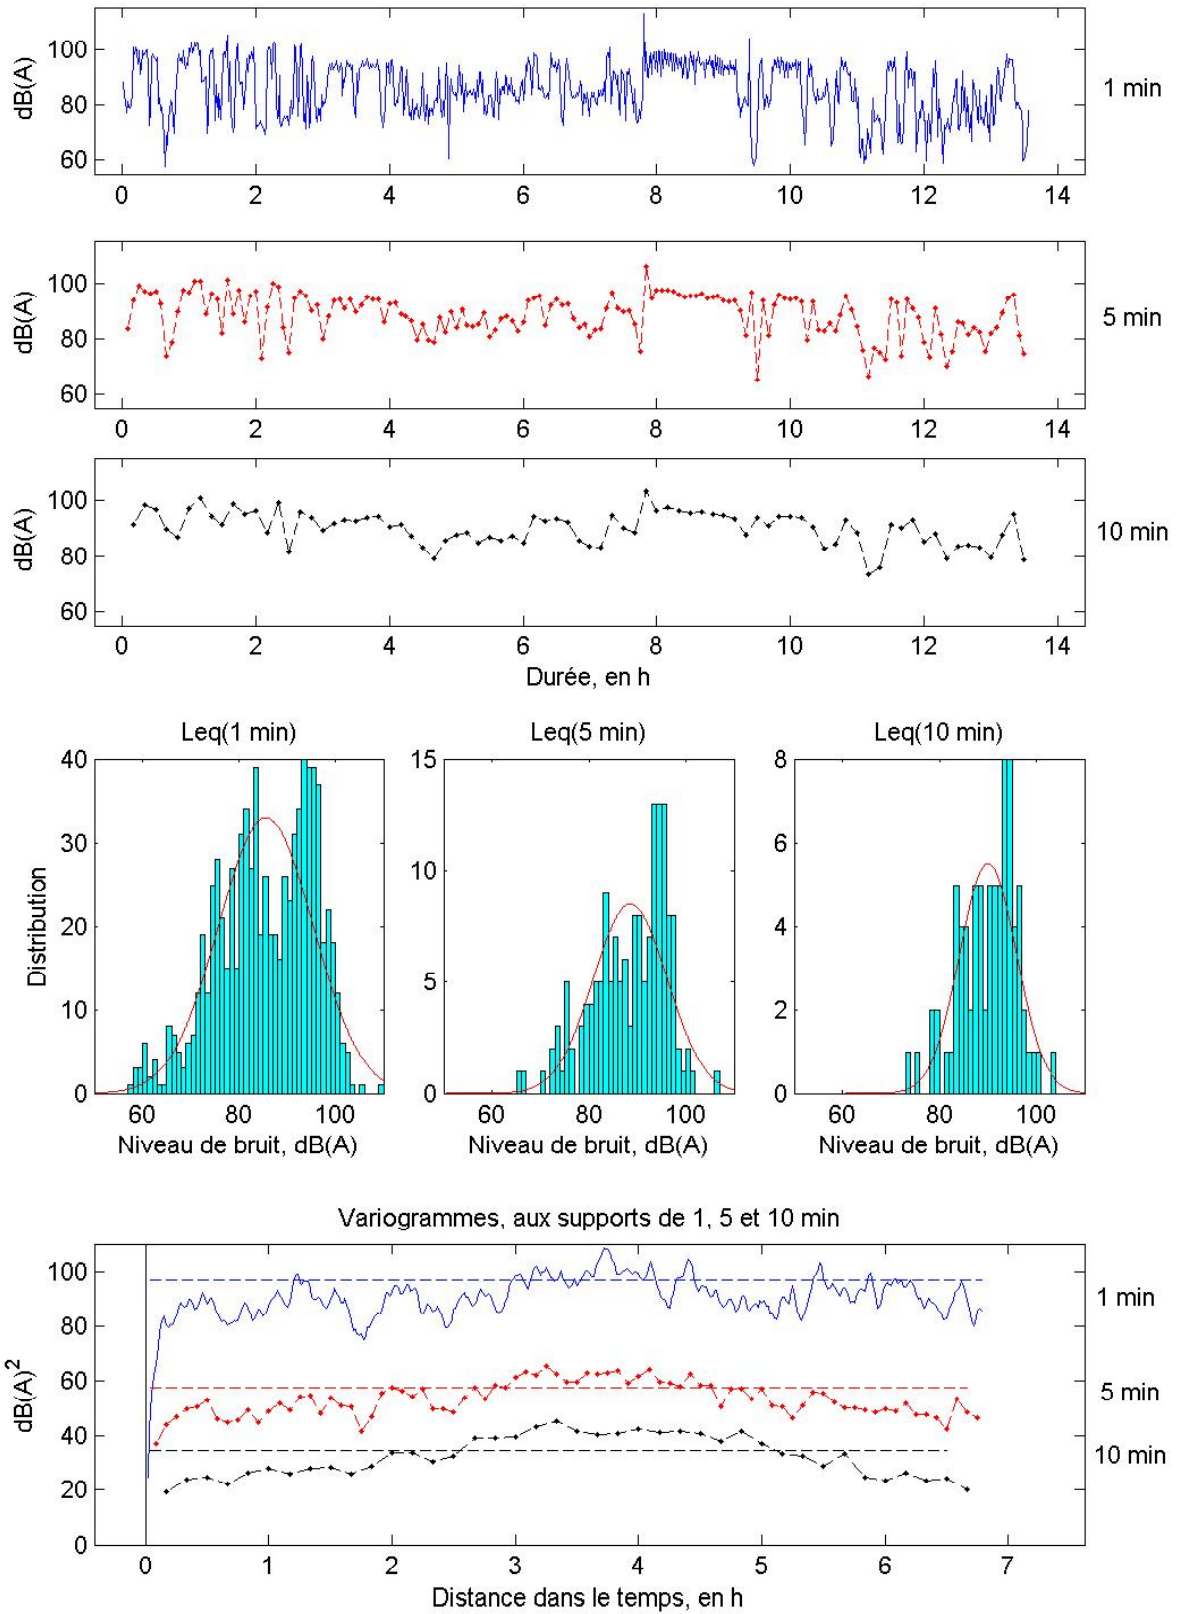 100
80
60
dB(A)
1 min
0 2 4 6 8 10 12 14
100
80
60
dB(A)
5 min
0 2 4 6 8 10 12 14
100
80
60
dB(A)
10 min
0 2 4 6 8 10 12 14
Durée, en h
Leq(1 min)
40
30
20
10
0
Distribution
60 80 100
Niveau de bruit, dB(A)
Leq(5 min)
15
10
5
0
60 80 100
Niveau de bruit, dB(A)
Leq(10 min)
8
6
4
2
0
60 80 100
Niveau de bruit, dB(A)
Variogrammes, aux supports de 1, 5 et 10 min
100
80
60
40
20
0
dB(A)²
1 min
5 min
10 min
0 1 2 3 4 5 6 7
Distance dans le temps, en h